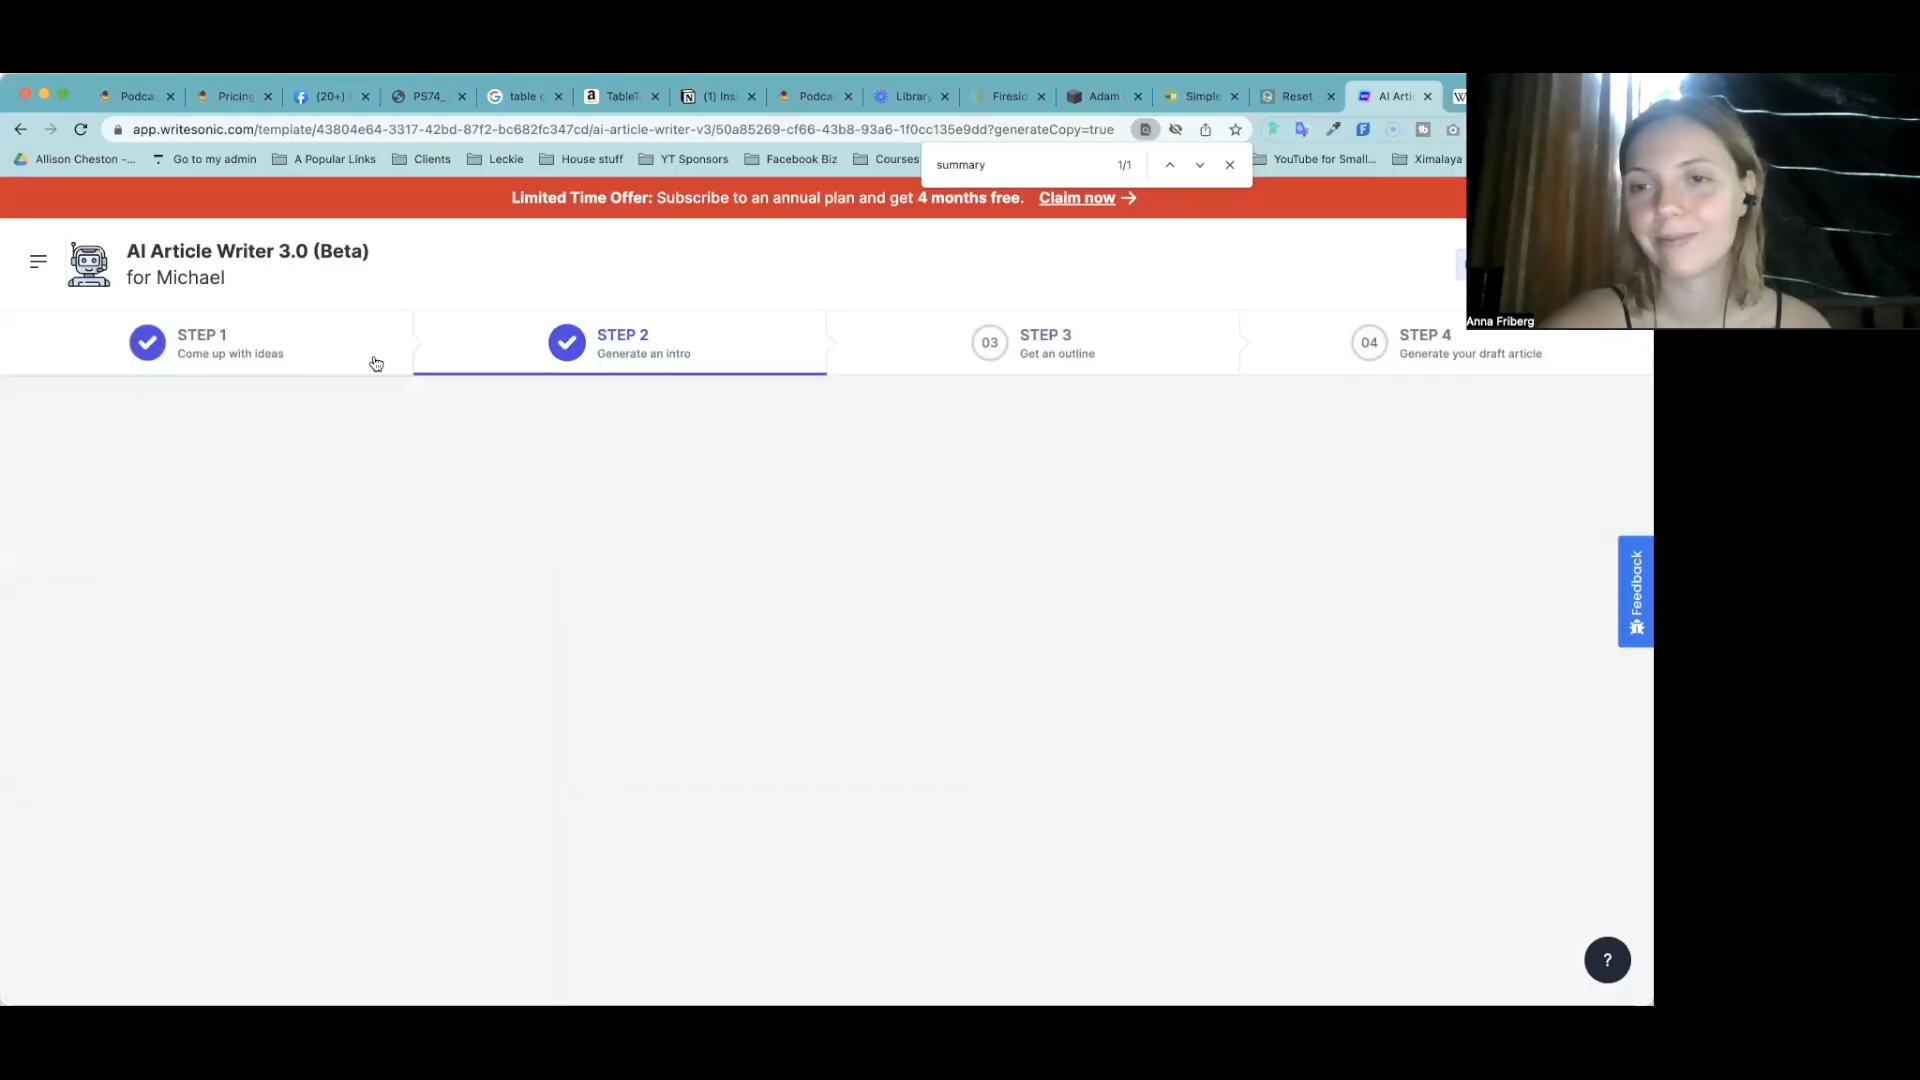 Podca
Pricing
(20+)
PS74_
table c
TableT
(1) Ins
Podca
Library
Firesid
Adam
Simple
Reset
AI Artic
app.writesonic.com/template/43804e64-3317-42bd-87f2-bc682fc347cd/ai-article-writer-v3/50a85269-cf66-43b8-93a6-1f0cc135e9dd?generateCopy=true
Allison Cheston -...
Go to my admin
A Popular Links
Clients
Leckie
House stuff
YT Sponsors
Facebook Biz
Courses
YouTube for Small...
Ximalaya
summary
1/1
Limited Time Offer: Subscribe to an annual plan and get 4 months free. Claim now →
AI Article Writer 3.0 (Beta)
for Michael
STEP 1
Come up with ideas
STEP 2
Generate an intro
03
STEP 3
Get an outline
04
STEP 4
Generate your draft article
Anna Friberg
Feedback
?